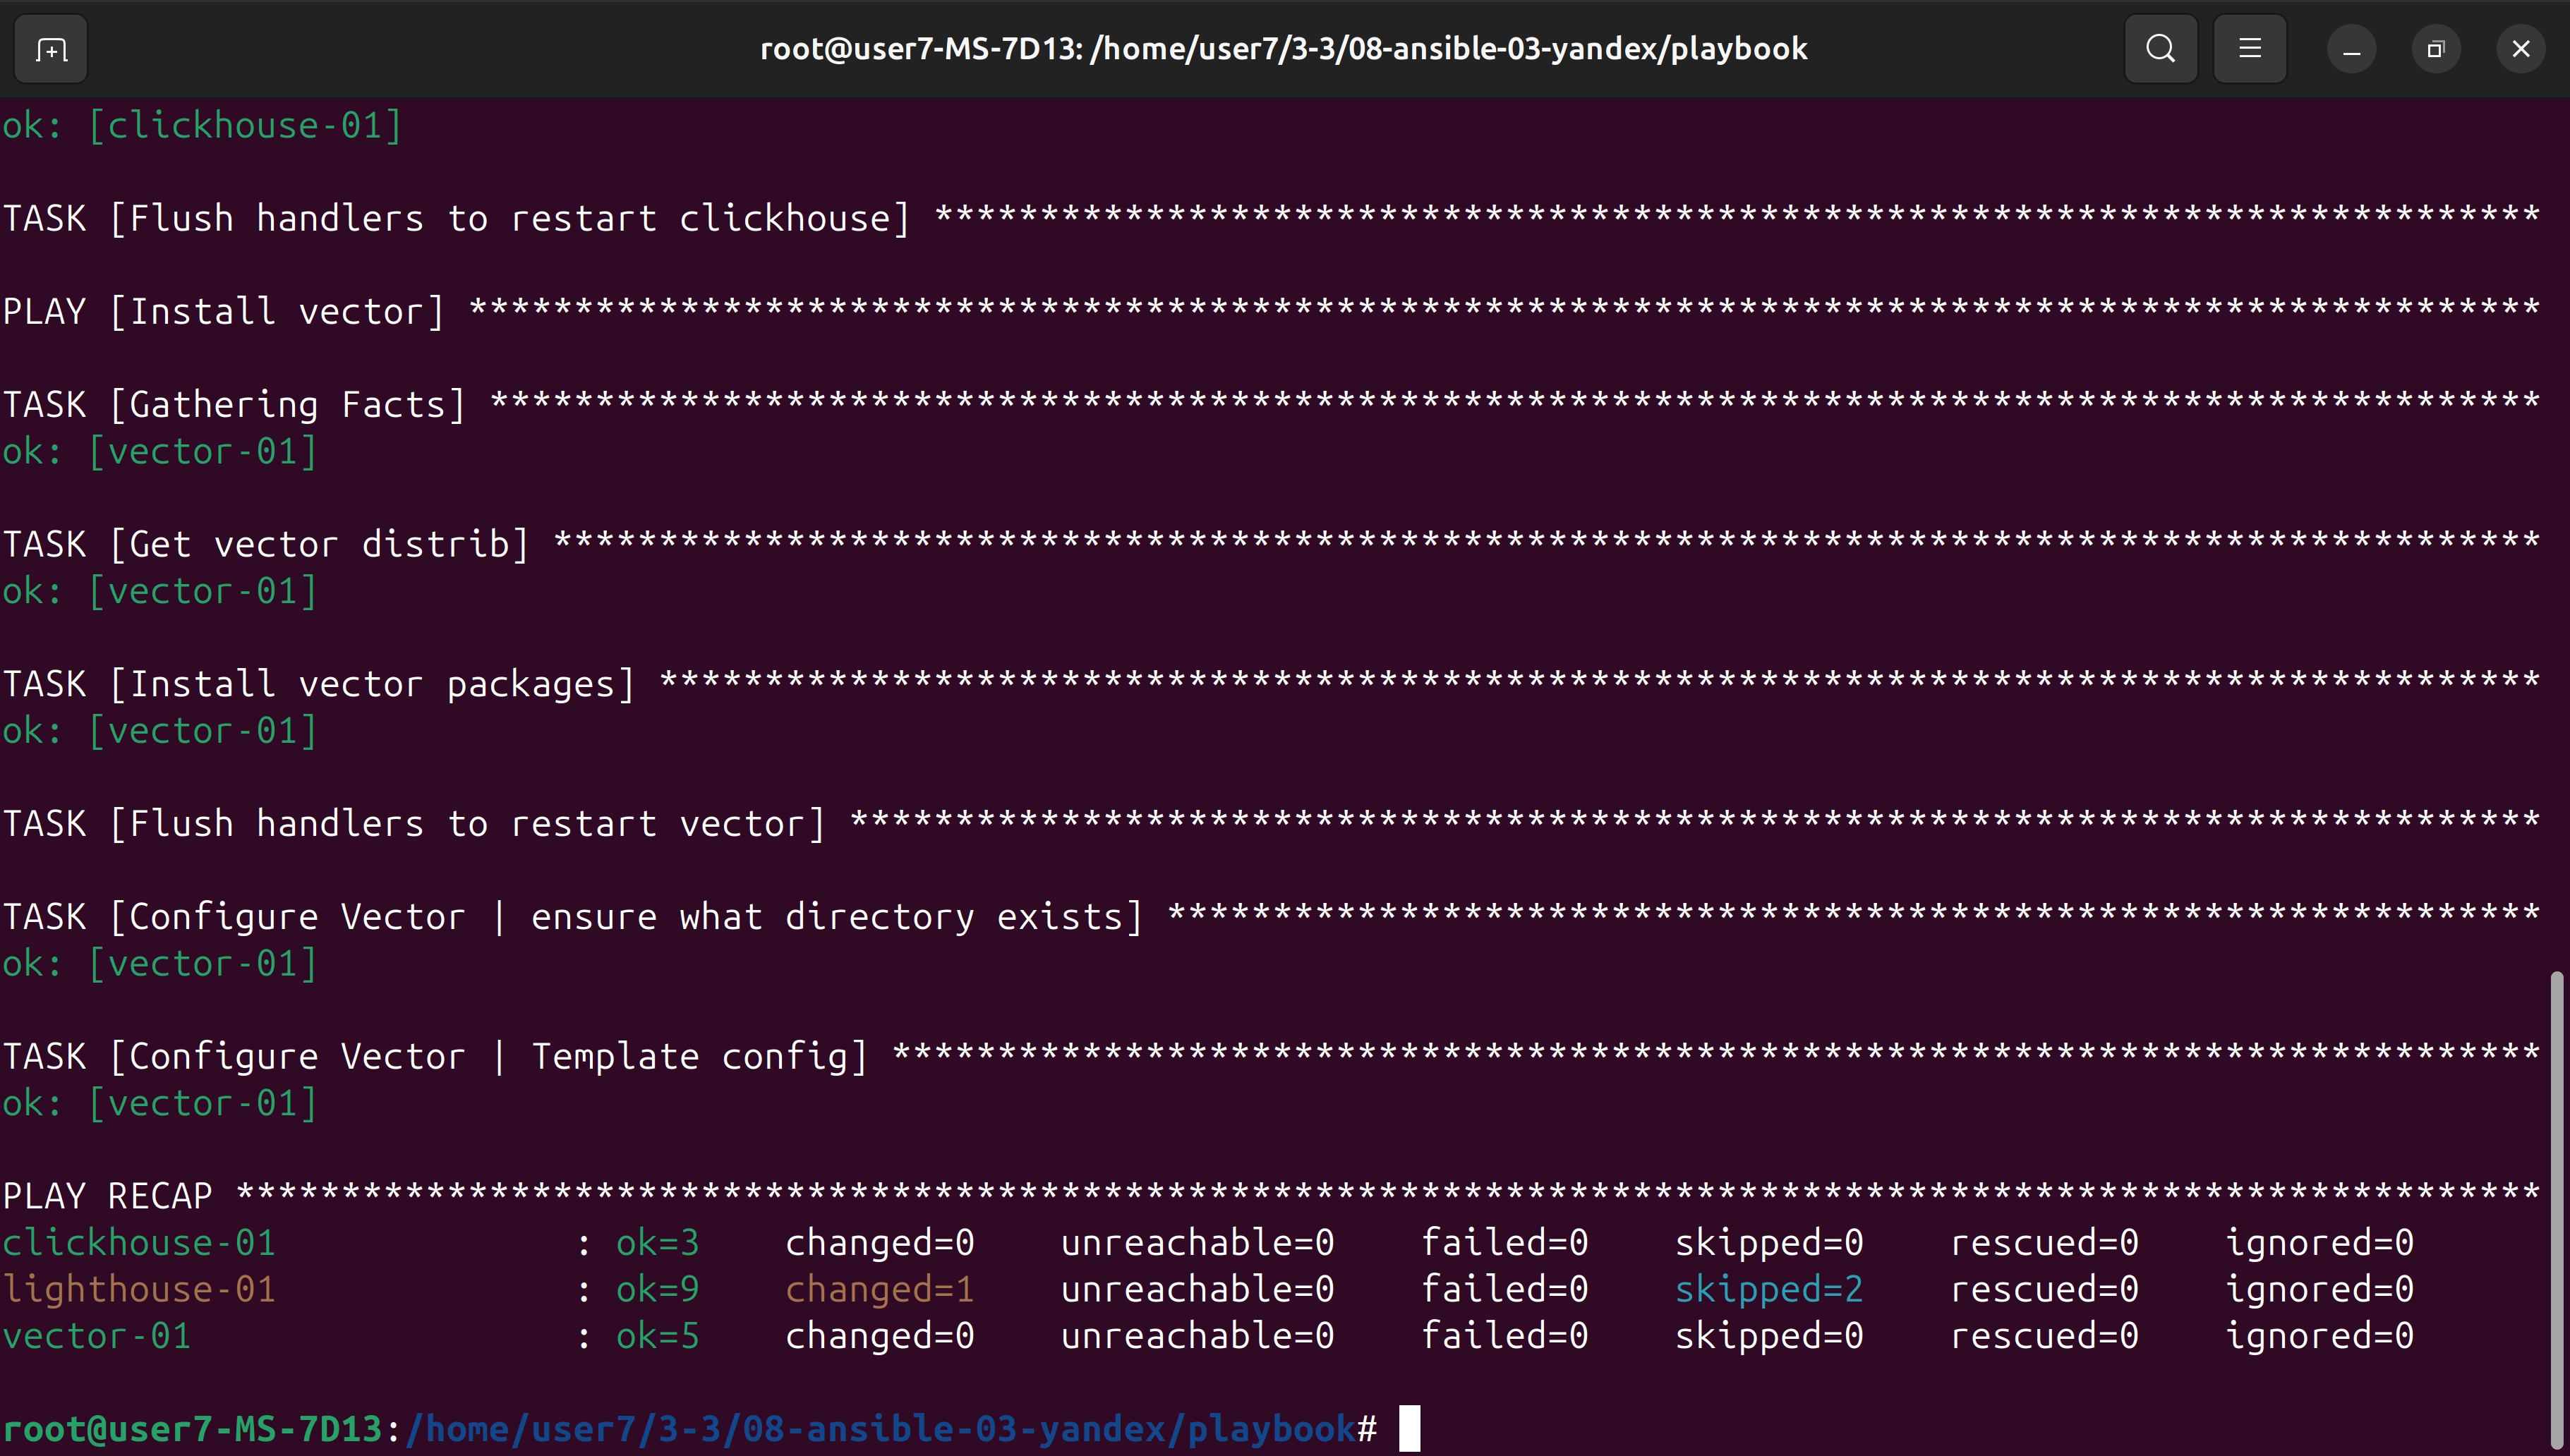 root@user7-MS-7D13: /home/user7/3-3/08-ansible-03-yandex/playbook
ok: [clickhouse-01]
TASK [Flush handlers to restart clickhouse] ****************************************************************************
PLAY [Install vector] **************************************************************************************************
TASK [Gathering Facts] *************************************************************************************************
ok: [vector-01]
TASK [Get vector distrib] **********************************************************************************************
ok: [vector-01]
TASK [Install vector packages] *****************************************************************************************
ok: [vector-01]
TASK [Flush handlers to restart vector] ********************************************************************************
TASK [Configure Vector | ensure what directory exists] *****************************************************************
ok: [vector-01]
TASK [Configure Vector | Template config] ******************************************************************************
ok: [vector-01]
PLAY RECAP *************************************************************************************************************
clickhouse-01              : ok=3    changed=0    unreachable=0    failed=0    skipped=0    rescued=0    ignored=0
lighthouse-01              : ok=9    changed=1    unreachable=0    failed=0    skipped=2    rescued=0    ignored=0
vector-01                  : ok=5    changed=0    unreachable=0    failed=0    skipped=0    rescued=0    ignored=0
root@user7-MS-7D13:/home/user7/3-3/08-ansible-03-yandex/playbook#